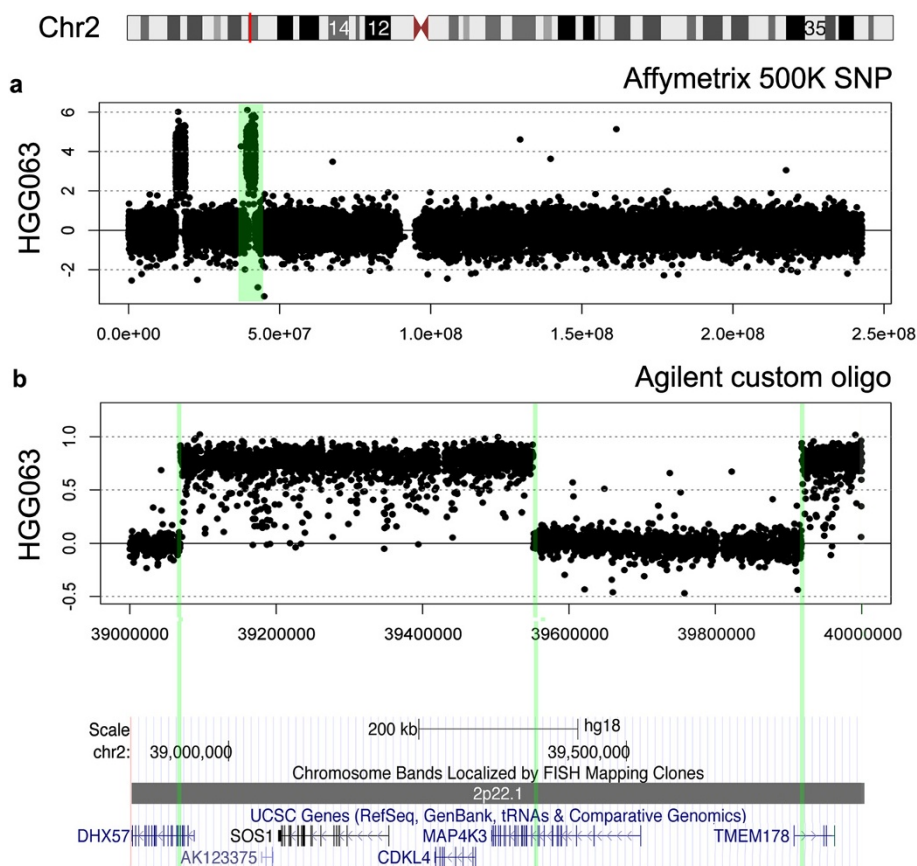 Chr2 14 12 35
a Affymetrix 500K SNP
HGG063
6
4
2
0
-2
0.0e+00 5.0e+07 1.0e+08 1.5e+08 2.0e+08 2.5e+08
b Agilent custom oligo
HGG063
1.0
0.5
0.0
-0.5
39000000 39200000 39400000 39600000 39800000 40000000
Scale 200 kb hg18
chr2: 39,000,000 39,500,000
Chromosome Bands Localized by FISH Mapping Clones
2p22.1
UCSC Genes (RefSeq, GenBank, tRNAs & Comparative Genomics)
DHX57 SOS1 MAP4K3 TMEM178
AK123375 CDKL4